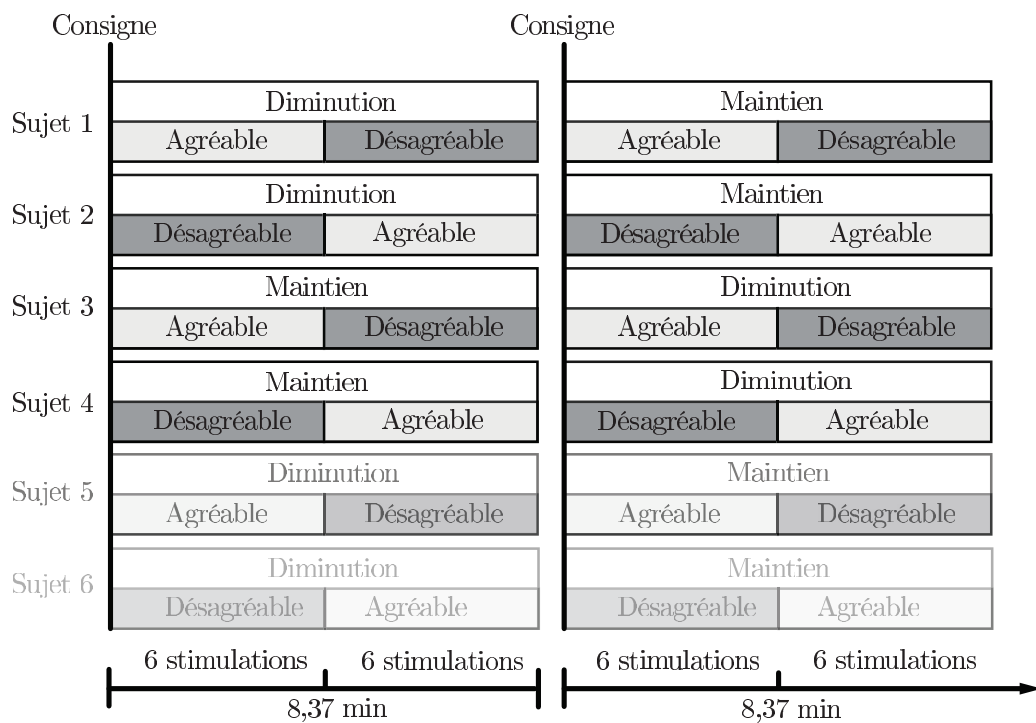 Consigne Consigne
Diminution Maintien
Sujet 1 Agréable Désagréable Agréable Désagréable
Diminution Maintien
Sujet 2 Désagréable Agréable Désagréable Agréable
Maintien Diminution
Sujet 3 Agréable Désagréable Agréable Désagréable
Maintien Diminution
Sujet 4 Désagréable Agréable Désagréable Agréable
Diminution Maintien
Sujet 5 Agréable Désagréable Agréable Désagréable
Diminution Maintien
Sujet 6 Désagréable Agréable Désagréable Agréable
6 stimulations 6 stimulations 6 stimulations 6 stimulations
8,37 min 8,37 min